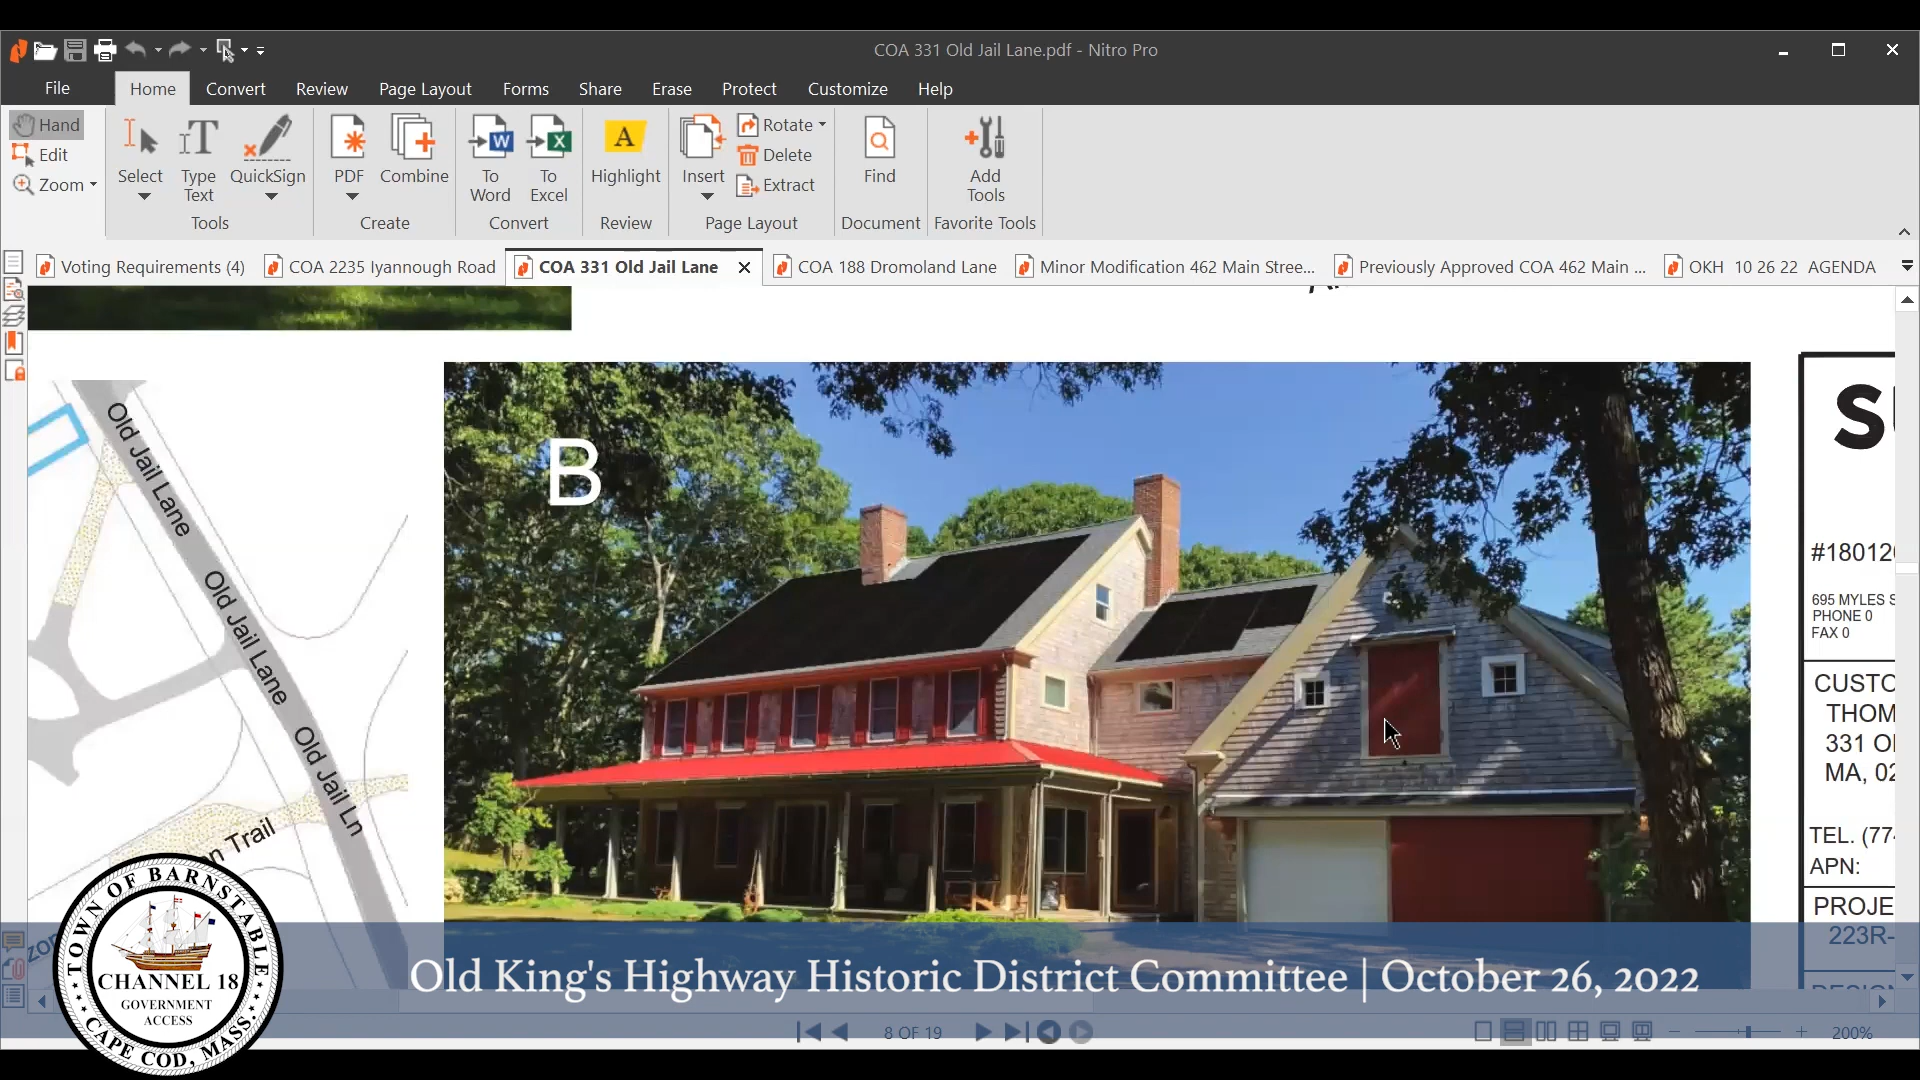 COA 331 Old Jail Lane.pdf - Nitro Pro
File
Home
Convert
Review
Page Layout
Forms
Share
Erase
Protect
Customize
Help
Hand
Edit
Zoom
Select
Type
Text
QuickSign
Tools
PDF
Combine
Create
To
Word
To
Excel
Convert
A
Highlight
Review
Insert
Rotate
Delete
Extract
Page Layout
Find
Document
Add
Tools
Favorite Tools
Voting Requirements (4)
COA 2235 Iyannough Road
COA 331 Old Jail Lane
COA 188 Dromoland Lane
Minor Modification 462 Main Stree...
Previously Approved COA 462 Main ...
OKH 10 26 22 AGENDA
Old Jail Lane
Old Jail Lane
Old Jail Ln
on Trail
B
#18012
695 MYLES S
PHONE 0
FAX 0
CUSTO
THOM
331 Ol
MA, 02
TEL. (77
APN:
PROJE
223R-
TOWN OF BARNSTABLE
CHANNEL 18
GOVERNMENT
ACCESS
CAPE COD, MASS.
Old King's Highway Historic District Committee | October 26, 2022
8 OF 19
200%